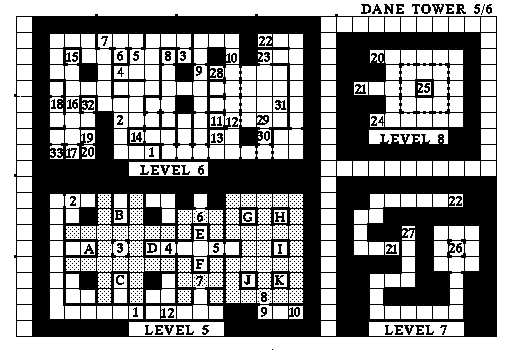 DANE TOWER 5/6
7 22
15 6 5 8 3 10 23
4 9 28
18 16 32 31
2 11 12 29
19 14 13 30
33 17 20 1
LEVEL 6
20
21 25
24
LEVEL 8
2
B 6 G H
E
A 3 D 4 5 I
F
C 7 J K
8
1 12 9 10
LEVEL 5
22
27
21 26
LEVEL 7